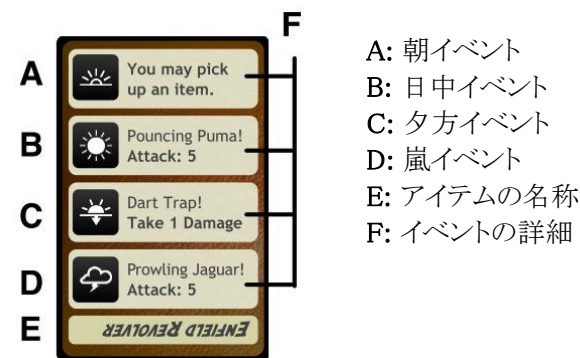 F
A
You may pick
up an item.
B
Pouncing Puma!
Attack: 5
C
Dart Trap!
Take 1 Damage
D
Prowling Jaguar!
Attack: 5
E
ENFIELD REVOLVER
A: 朝イベント
B: 日中イベント
C: 夕方イベント
D: 嵐イベント
E: アイテムの名称
F: イベントの詳細